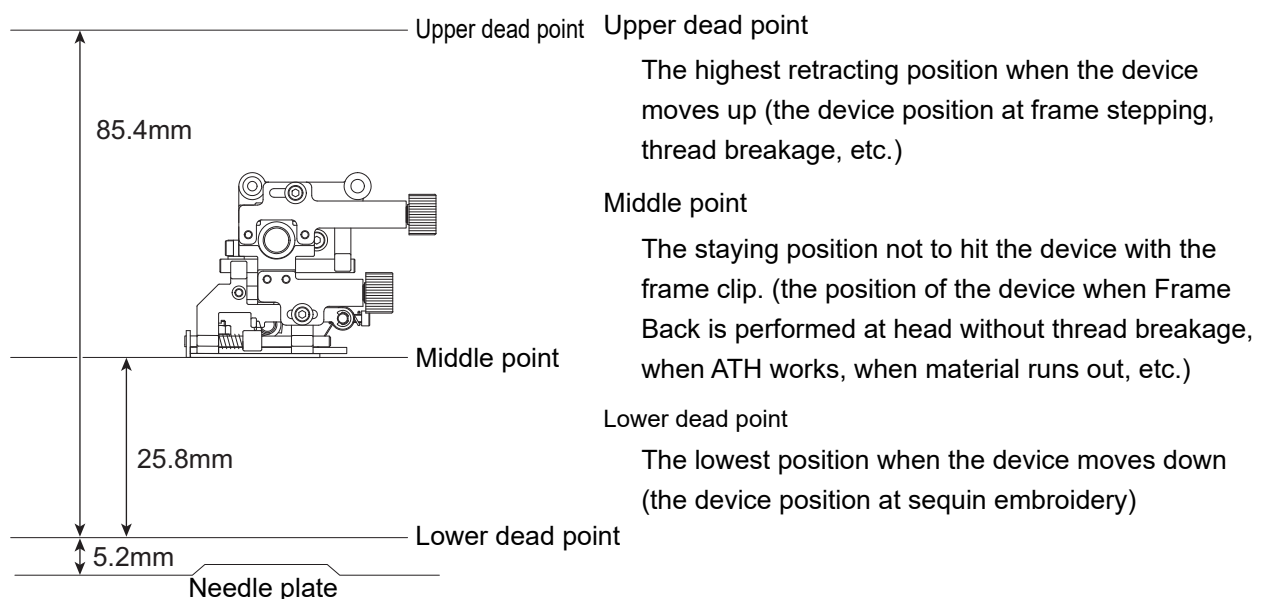 Upper dead point
85.4mm
Middle point
25.8mm
Lower dead point
5.2mm
Needle plate
Upper dead point
The highest retracting position when the device
moves up (the device position at frame stepping,
thread breakage, etc.)
Middle point
The staying position not to hit the device with the
frame clip. (the position of the device when Frame
Back is performed at head without thread breakage,
when ATH works, when material runs out, etc.)
Lower dead point
The lowest position when the device moves down
(the device position at sequin embroidery)